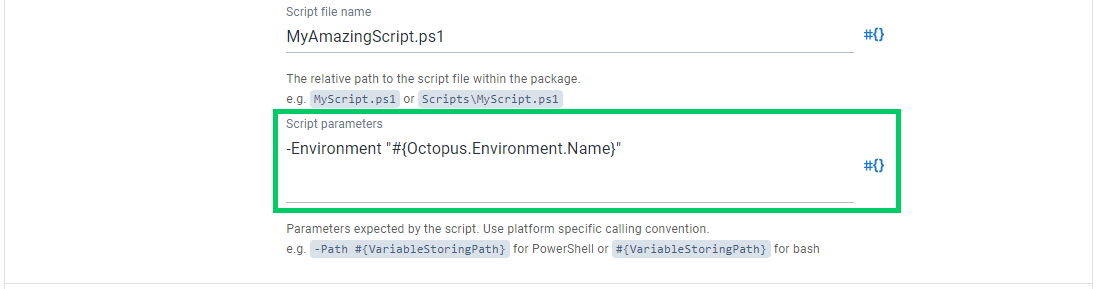 Script file name
MyAmazingScript.ps1
#{}
The relative path to the script file within the package.
e.g. MyScript.ps1 or Scripts\MyScript.ps1
Script parameters
-Environment "#{Octopus.Environment.Name}"
#{}
Parameters expected by the script. Use platform specific calling convention.
e.g. -Path #{VariableStoringPath} for PowerShell or #{VariableStoringPath} for bash